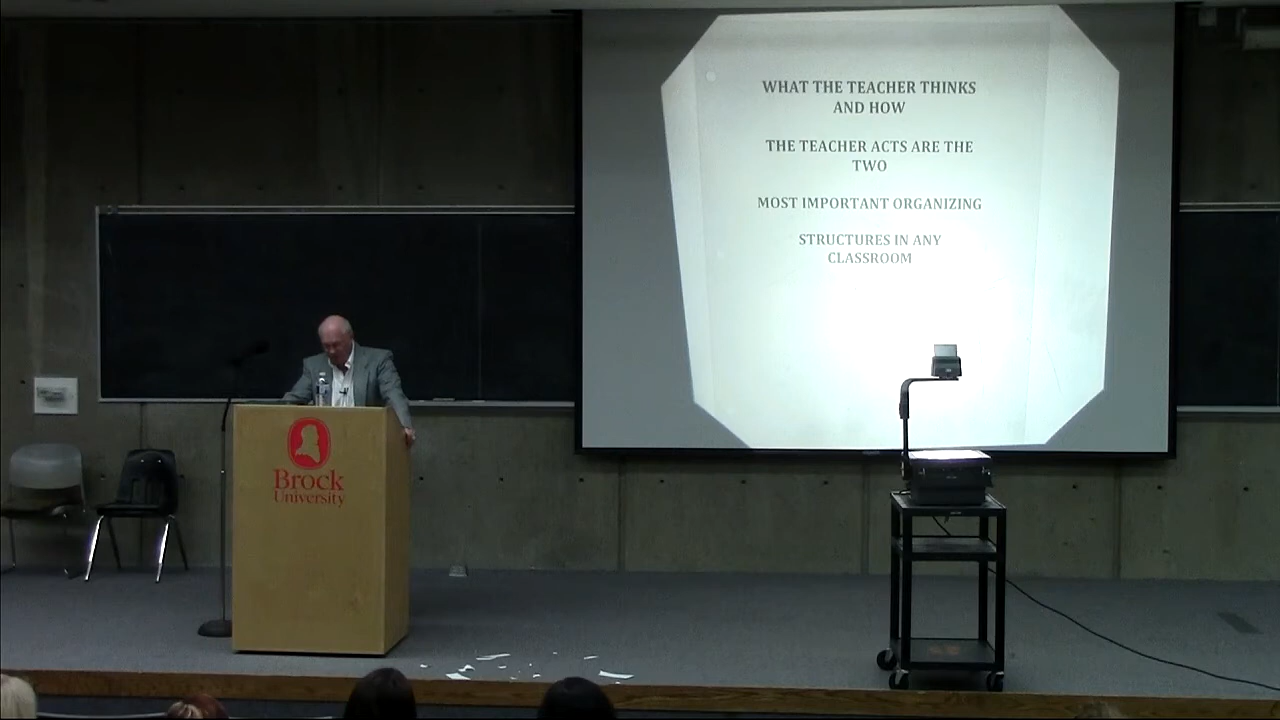 WHAT THE TEACHER THINKS
AND HOW
THE TEACHER ACTS ARE THE
TWO
MOST IMPORTANT ORGANIZING
STRUCTURES IN ANY
CLASSROOM
Brock
University